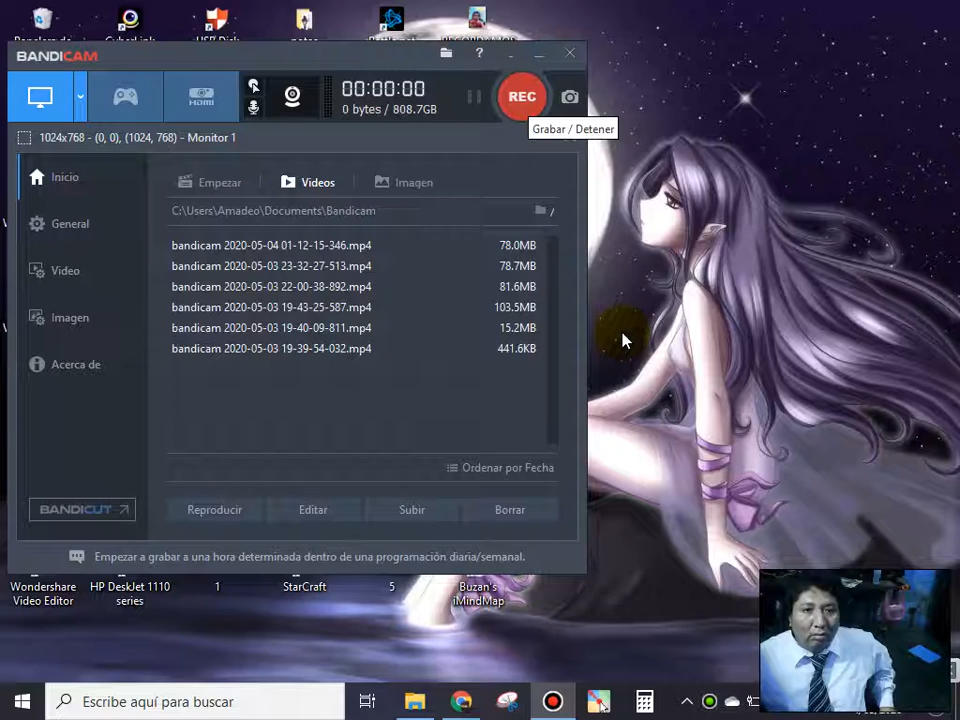 CyberLink
USB Disk
notas
BANDICAM
?
HDMI
00:00:00
0 bytes / 808.7GB
REC
Grabar / Detener
1024x768 - (0, 0), (1024, 768) - Monitor 1
Inicio
General
Video
Imagen
Acerca de
BANDICUT
Empezar
Videos
Imagen
C:\Users\Amadeo\Documents\Bandicam
/
bandicam 2020-05-04 01-12-15-346.mp4 78.0MB
bandicam 2020-05-03 23-32-27-513.mp4 78.7MB
bandicam 2020-05-03 22-00-38-892.mp4 81.6MB
bandicam 2020-05-03 19-43-25-587.mp4 103.5MB
bandicam 2020-05-03 19-40-09-811.mp4 15.2MB
bandicam 2020-05-03 19-39-54-032.mp4 441.6KB
Ordenar por Fecha
Reproducir
Editar
Subir
Borrar
Empezar a grabar a una hora determinada dentro de una programación diaria/semanal.
Wondershare
Video Editor
HP DeskJet 1110
series
1
StarCraft
5
Buzan's
iMindMap
Escribe aquí para buscar